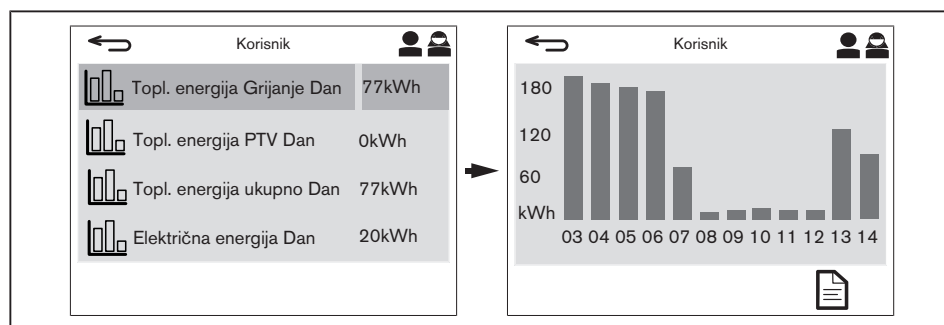 Korisnik
Topl. energija Grijanje Dan 77kWh
Topl. energija PTV Dan 0kWh
Topl. energija ukupno Dan 77kWh
Električna energija Dan 20kWh
Korisnik
180
120
60
kWh
03 04 05 06 07 08 09 10 11 12 13 14